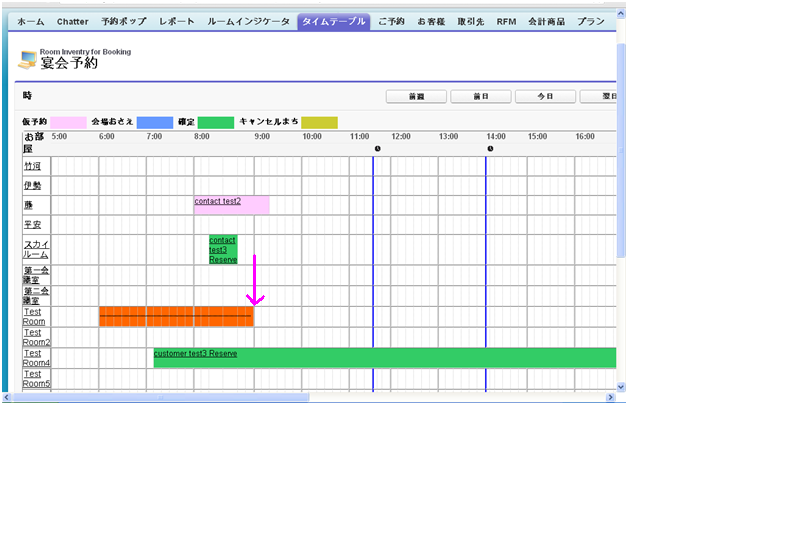 ホーム Chatter 予約ポップ レポート ルームインジケータ タイムテーブル ご予約 お客様 取引先 RFM 会計商品 プラン
Room Inventry for Booking
宴会予約
時 前週 前日 今日 翌日
仮予約 会場おさえ 確定 キャンセルまち
お部屋 5:00 6:00 7:00 8:00 9:00 10:00 11:00 12:00 13:00 14:00 15:00 16:00
竹河
伊勢
藤 contact test2
平安
スカイ
ルーム
contact
test3
Reserve
第一会
議室
第二会
議室
Test
Room
Test
Room2
Test
Room4
customer test3 Reserve
Test
Room5